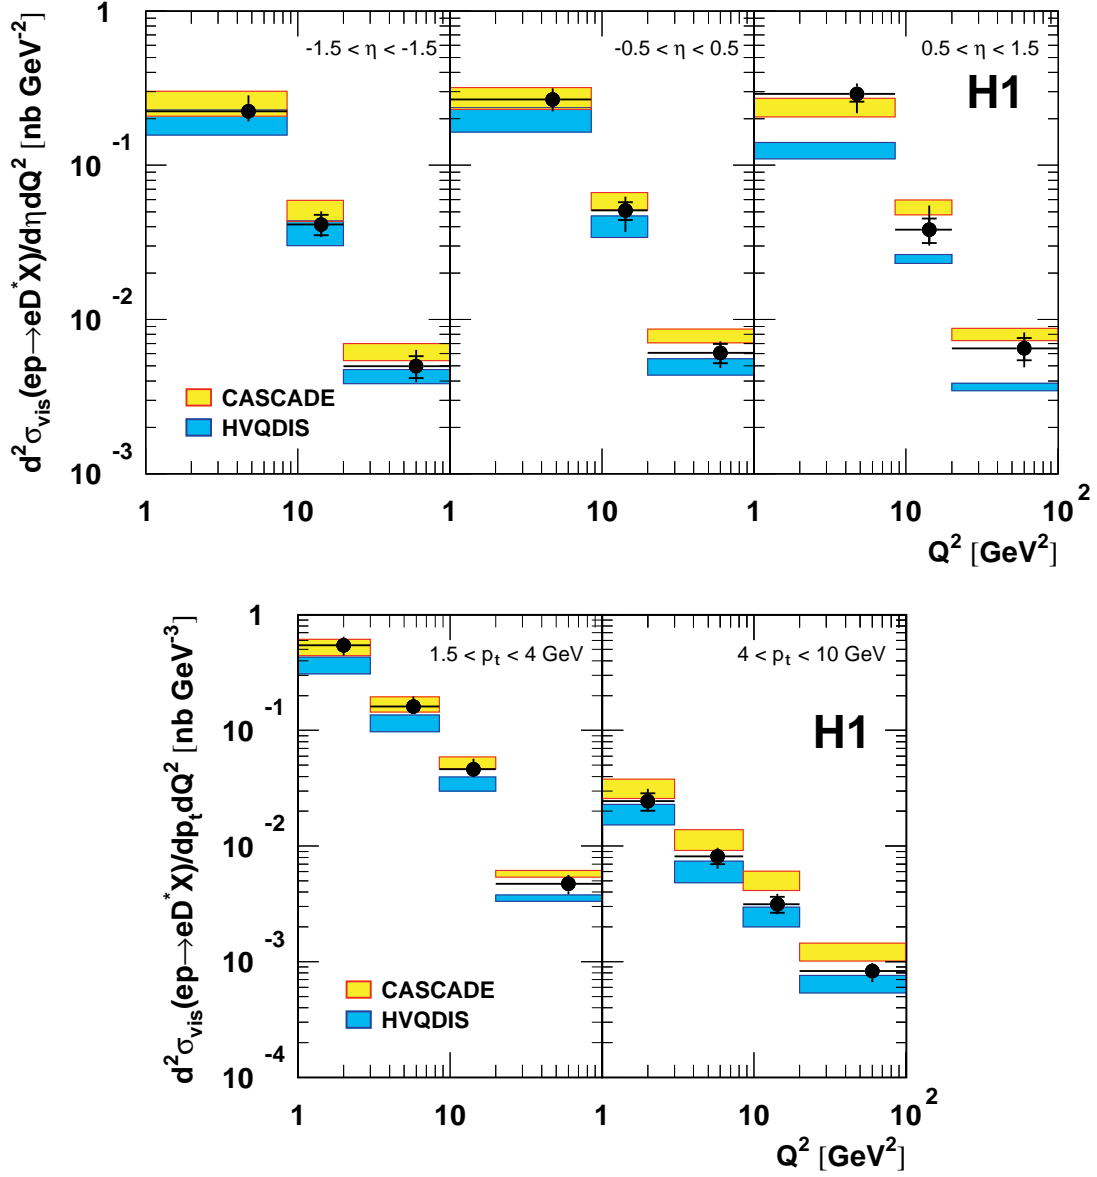 d²σvis(ep→eD*X)/dηdQ² [nb GeV⁻²]
1
10⁻¹
10⁻²
10⁻³
-1.5 < η < -1.5
-0.5 < η < 0.5
0.5 < η < 1.5
H1
CASCADE
HVQDIS
1 10 1 10 1 10 10²
Q² [GeV²]
d²σvis(ep→eD*X)/dptdQ² [nb GeV⁻³]
1
10⁻¹
10⁻²
10⁻³
10⁻⁴
1.5 < pt < 4 GeV
4 < pt < 10 GeV
H1
CASCADE
HVQDIS
1 10 1 10 10²
Q² [GeV²]